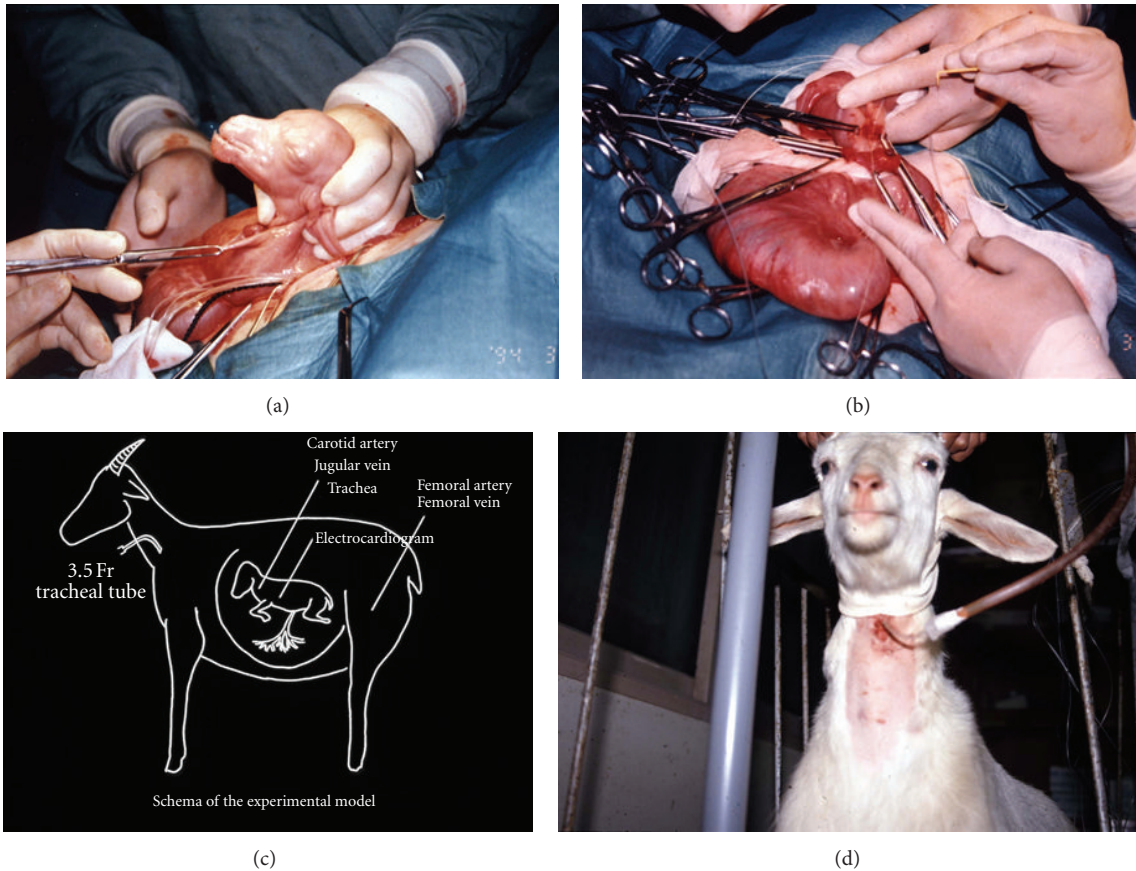 '94 3
3
(a)
(b)
Carotid artery
Jugular vein
Trachea
Femoral artery
Femoral vein
Electrocardiogram
3.5 Fr
tracheal tube
Schema of the experimental model
(c)
(d)